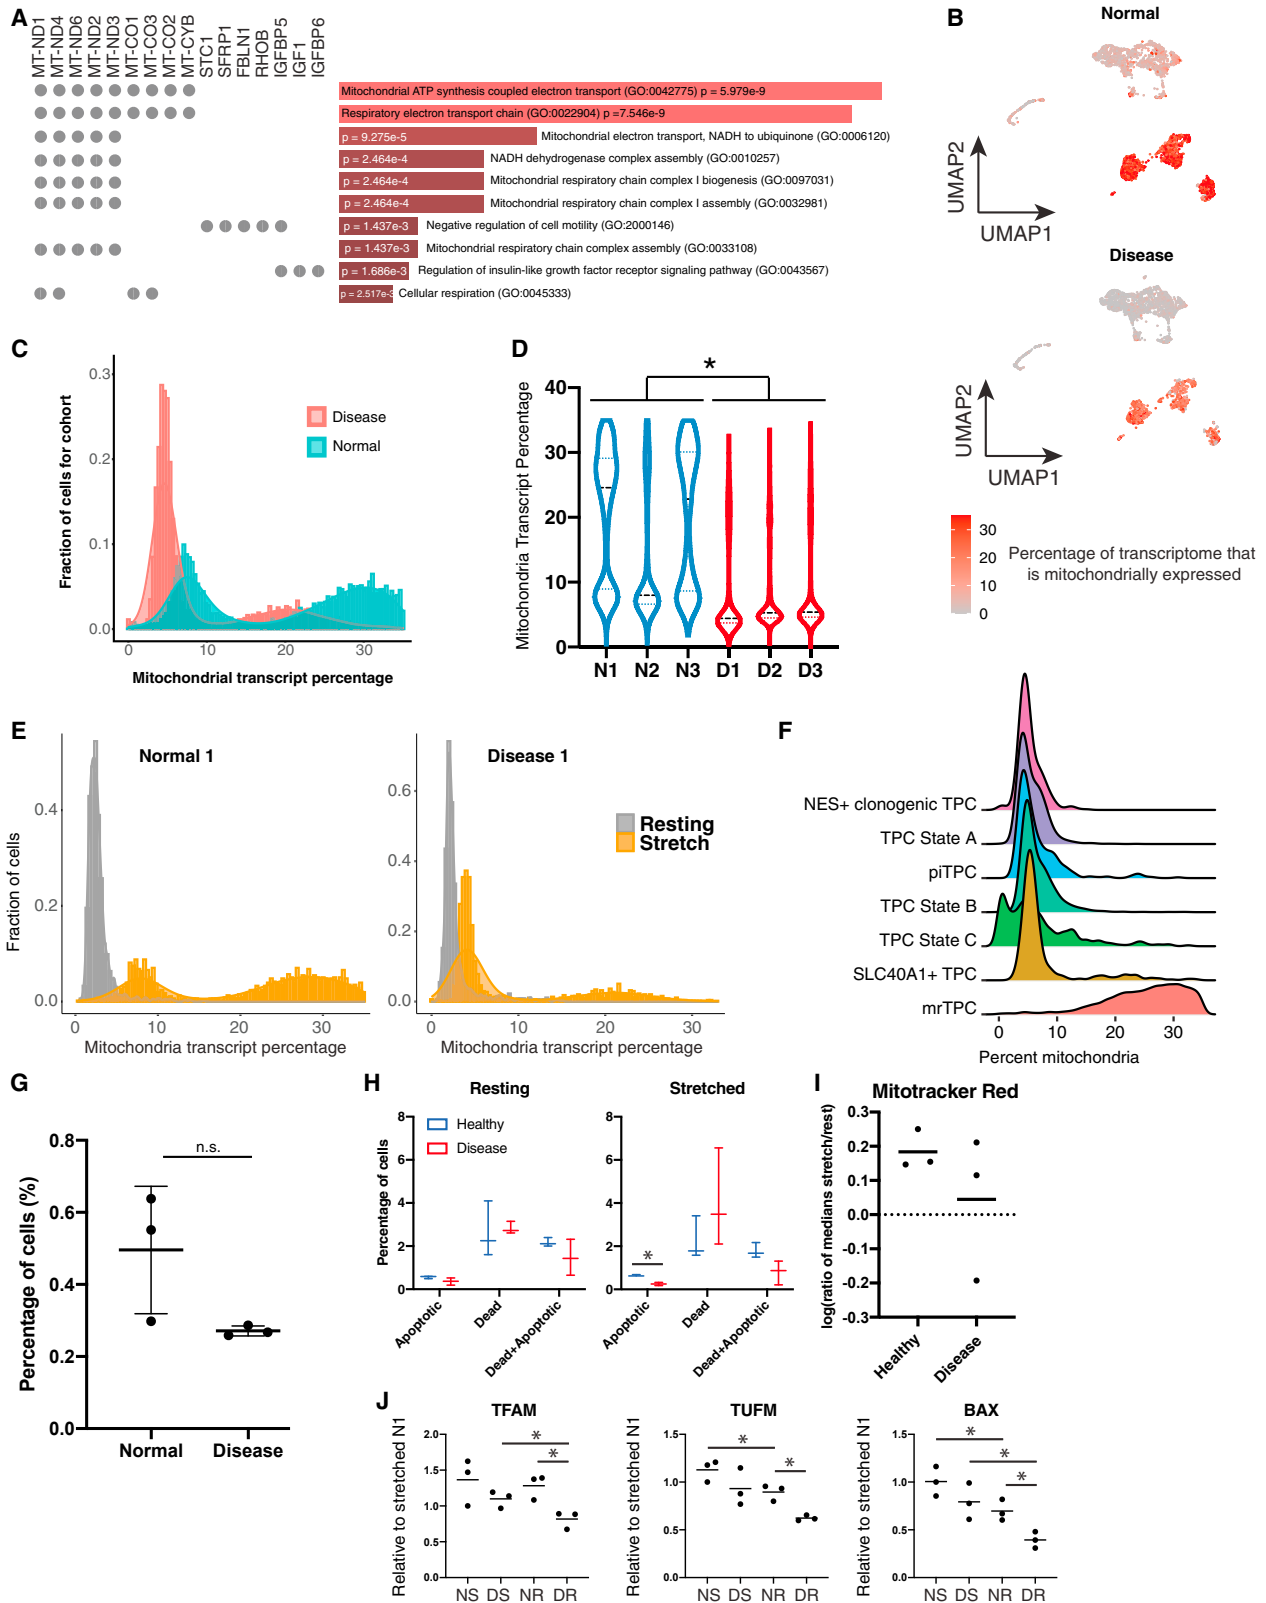 A
MT-ND1
MT-ND4
MT-ND6
MT-ND2
MT-ND3
MT-CO1
MT-CO3
MT-CO2
MT-CYB
STC1
SFRP1
FBLN1
RHOB
IGFBP5
IGF1
IGFBP6
Mitochondrial ATP synthesis coupled electron transport (GO:0042775) p = 5.979e-9
Respiratory electron transport chain (GO:0022904) p =7.546e-9
p = 9.275e-5 Mitochondrial electron transport, NADH to ubiquinone (GO:0006120)
p = 2.464e-4 NADH dehydrogenase complex assembly (GO:0010257)
p = 2.464e-4 Mitochondrial respiratory chain complex I biogenesis (GO:0097031)
p = 2.464e-4 Mitochondrial respiratory chain complex I assembly (GO:0032981)
p = 1.437e-3 Negative regulation of cell motility (GO:2000146)
p = 1.437e-3 Mitochondrial respiratory chain complex assembly (GO:0033108)
p = 1.686e-3 Regulation of insulin-like growth factor receptor signaling pathway (GO:0043567)
p = 2.517e-3 Cellular respiration (GO:0045333)
B
Normal
UMAP2
UMAP1
Disease
UMAP2
UMAP1
30
20
10
0
Percentage of transcriptome that
is mitochondrially expressed
C
Fraction of cells for cohort
0.3
0.2
0.1
0.0
Disease
Normal
0 10 20 30
Mitochondrial transcript percentage
D
Mitochondria Transcript Percentage
40
30
20
10
0
*
N1 N2 N3 D1 D2 D3
E
Fraction of cells
Normal 1
0.4
0.2
0.0
0 10 20 30
Mitochondria transcript percentage
Disease 1
0.6
0.4
0.2
0.0
Resting
Stretch
0 10 20 30
Mitochondria transcript percentage
F
NES+ clonogenic TPC
TPC State A
piTPC
TPC State B
TPC State C
SLC40A1+ TPC
mrTPC
0 10 20 30
Percent mitochondria
G
Percentage of cells (%)
0.8
0.6
0.4
0.2
0.0
n.s.
Normal Disease
H
Resting
Percentage of cells
8
6
4
2
0
Healthy
Disease
Apoptotic
Dead
Dead+Apoptotic
Stretched
8
6
4
2
0
*
Apoptotic
Dead
Dead+Apoptotic
I
Mitotracker Red
log(ratio of medians stretch/rest)
0.3
0.2
0.1
0.0
-0.1
-0.2
-0.3
Healthy
Disease
J
TFAM
Relative to stretched N1
2.0
1.5
1.0
0.5
0.0
*
*
NS DS NR DR
TUFM
Relative to stretched N1
1.5
1.0
0.5
0.0
*
*
NS DS NR DR
BAX
Relative to stretched N1
1.5
1.0
0.5
0.0
*
*
*
NS DS NR DR